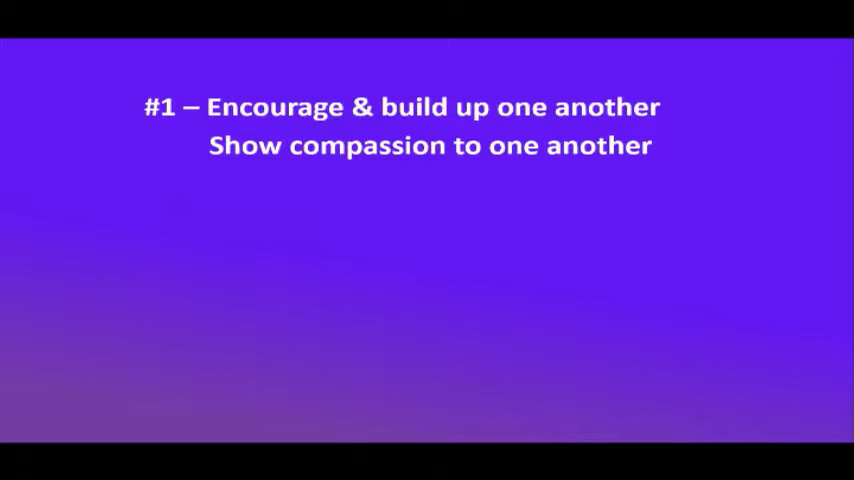 #1 – Encourage & build up one another
Show compassion to one another